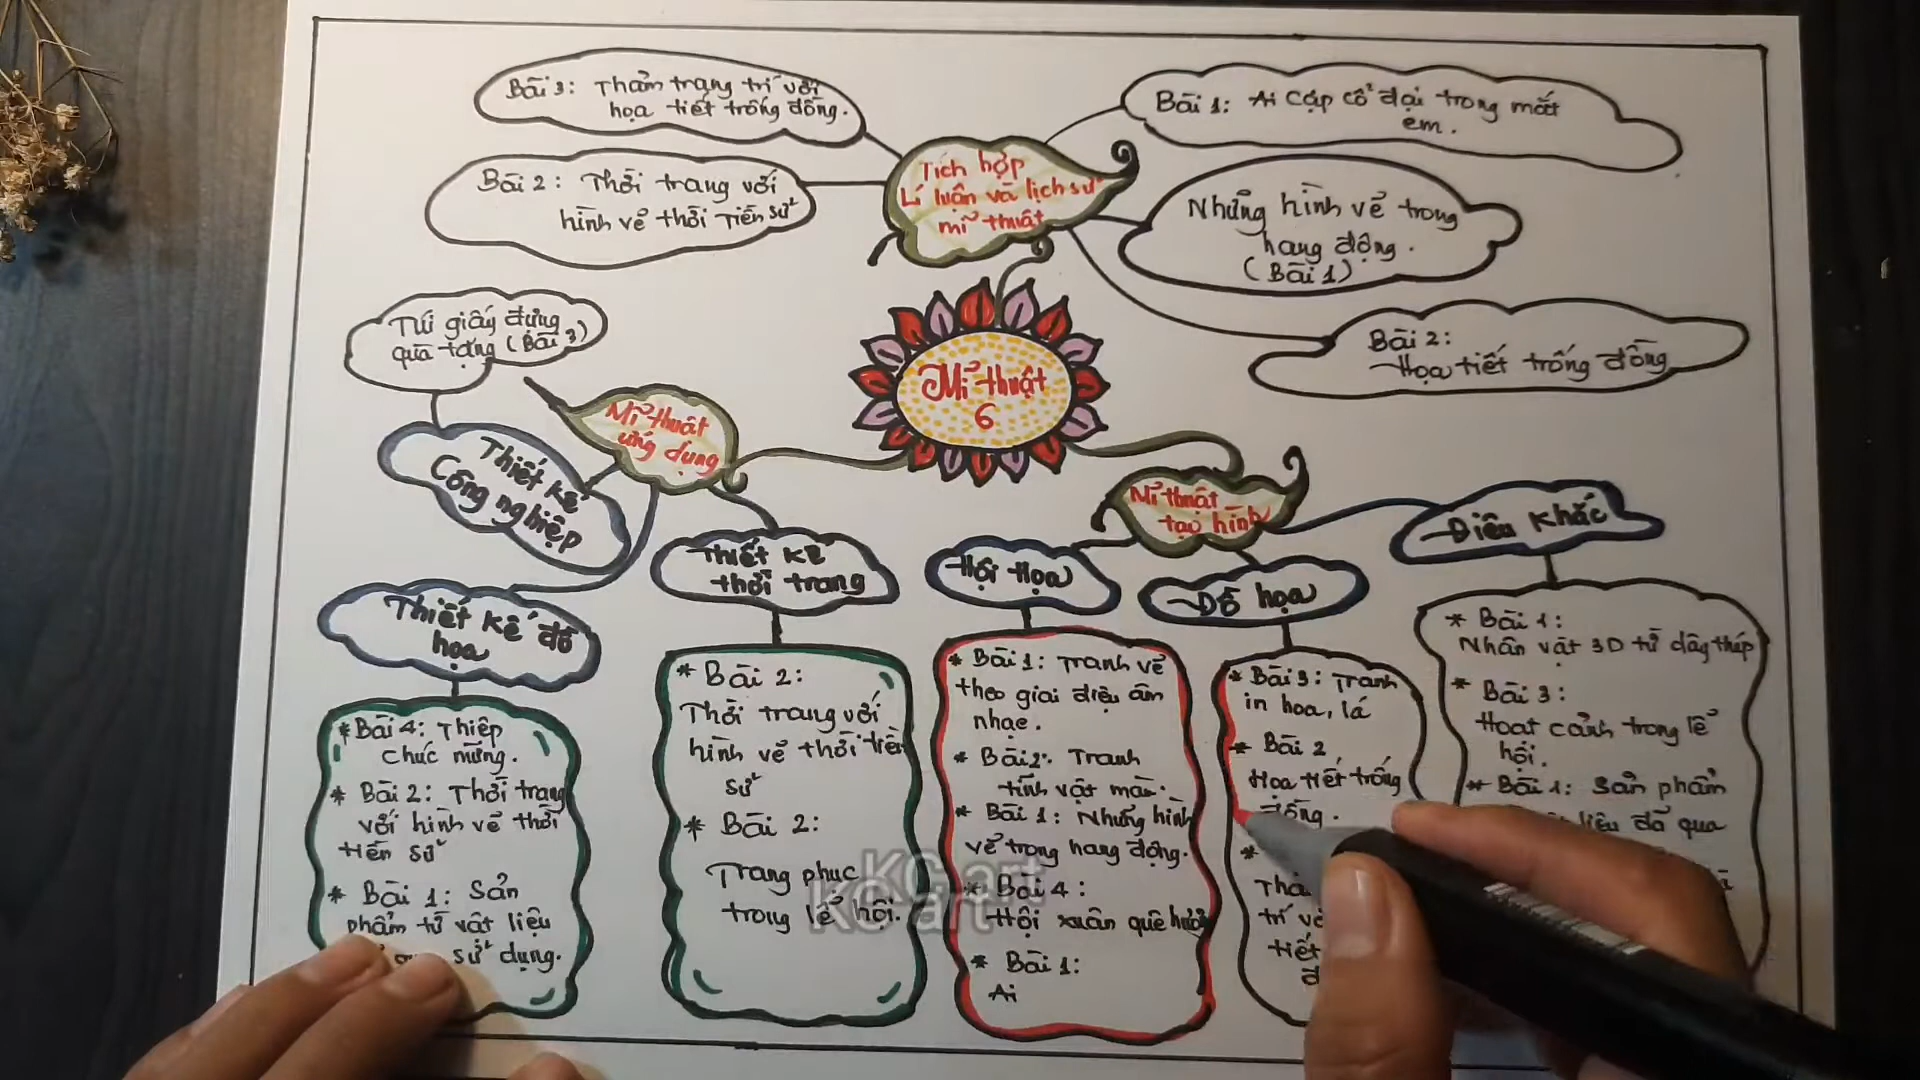 Bài 3: Thảm trang trí với
họa tiết trống đồng.
Bài 1: Ai Cập cổ đại trong mắt
em.
Tích hợp
Lí luận và lịch sử
mĩ thuật
Bài 2: Thời trang với
hình vẽ thời Tiền sử
Những hình vẽ trong
hang động.
(Bài 1)
Túi giấy đựng
quà tặng (Bài 3)
Bài 2:
Họa tiết trống đồng
Mĩ thuật
6
Mĩ thuật
ứng dụng
Thiết kế
Công nghiệp
Mĩ thuật
tạo hình
Điêu Khắc
Thiết kế
thời trang
Hội Họa
Đồ họa
Thiết kế đồ
họa
*Bài 4: Thiệp
chúc mừng.
* Bài 2: Thời trang
với hình vẽ thời
tiền sử
* Bài 1: Sản
phẩm từ vật liệu
sử dụng.
* Bài 2:
Thời trang với
hình vẽ thời tiền
sử
* Bài 2:
Trang phục
trong lễ hội.
* Bài 1: Tranh vẽ
theo giai điệu âm
nhạc.
* Bài 2: Tranh
tĩnh vật màu.
* Bài 1: Những hình
vẽ trong hang động.
* Bài 4:
Hội xuân quê hương
* Bài 1:
Ai
* Bài 3: Tranh
in hoa, lá
* Bài 2
Họa tiết trống
đồng.
*
trí
tiết
* Bài 1:
Nhân vật 3D từ dây thép
* Bài 3:
Hoạt cảnh trong lễ
hội.
* Bài 1: Sản phẩm
liệu đã qua
KC art
KC art